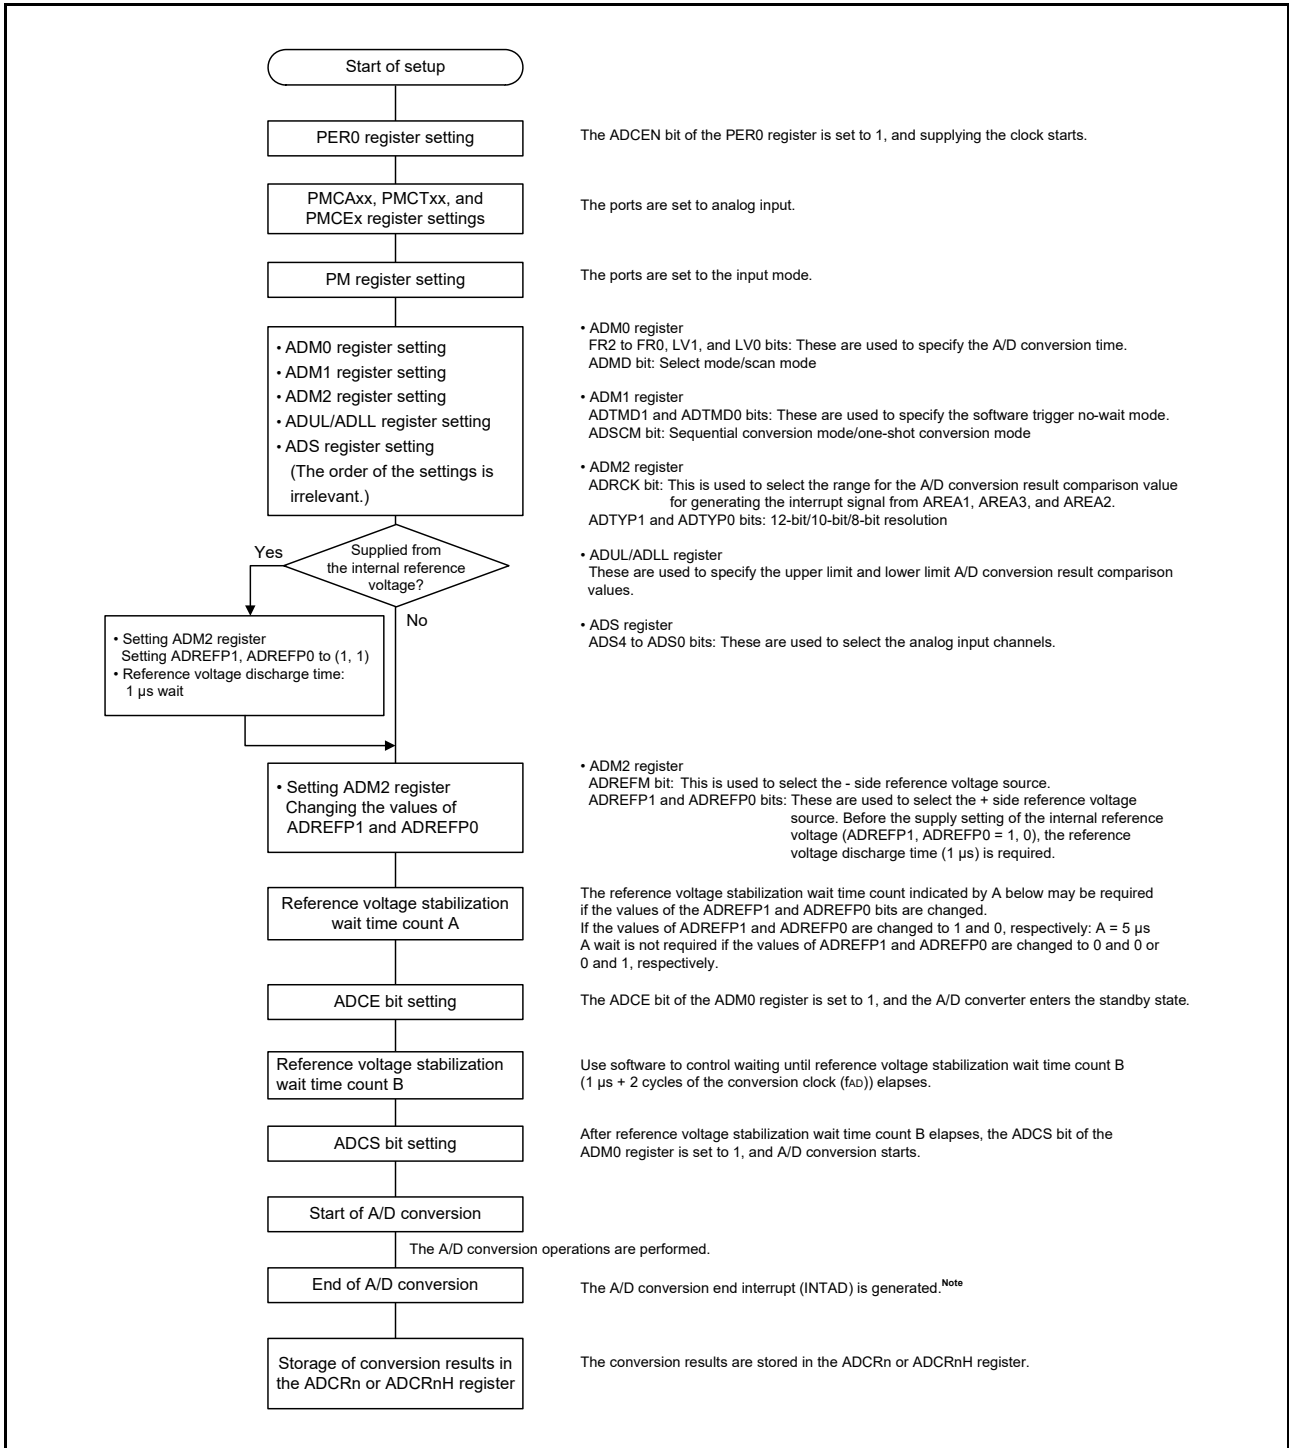 Start of setup
PER0 register setting
The ADCEN bit of the PER0 register is set to 1, and supplying the clock starts.
PMCAxx, PMCTxx, and
PMCEx register settings
The ports are set to analog input.
PM register setting
The ports are set to the input mode.
• ADM0 register setting
• ADM1 register setting
• ADM2 register setting
• ADUL/ADLL register setting
• ADS register setting
(The order of the settings is
irrelevant.)
• ADM0 register
FR2 to FR0, LV1, and LV0 bits: These are used to specify the A/D conversion time.
ADMD bit: Select mode/scan mode
• ADM1 register
ADTMD1 and ADTMD0 bits: These are used to specify the software trigger no-wait mode.
ADSCM bit: Sequential conversion mode/one-shot conversion mode
• ADM2 register
ADRCK bit: This is used to select the range for the A/D conversion result comparison value
for generating the interrupt signal from AREA1, AREA3, and AREA2.
ADTYP1 and ADTYP0 bits: 12-bit/10-bit/8-bit resolution
• ADUL/ADLL register
These are used to specify the upper limit and lower limit A/D conversion result comparison
values.
• ADS register
ADS4 to ADS0 bits: These are used to select the analog input channels.
Supplied from
the internal reference
voltage?
Yes
No
• Setting ADM2 register
Setting ADREFP1, ADREFP0 to (1, 1)
• Reference voltage discharge time:
1 µs wait
• Setting ADM2 register
Changing the values of
ADREFP1 and ADREFP0
• ADM2 register
ADREFM bit: This is used to select the - side reference voltage source.
ADREFP1 and ADREFP0 bits: These are used to select the + side reference voltage
source. Before the supply setting of the internal reference
voltage (ADREFP1, ADREFP0 = 1, 0), the reference
voltage discharge time (1 µs) is required.
Reference voltage stabilization
wait time count A
The reference voltage stabilization wait time count indicated by A below may be required
if the values of the ADREFP1 and ADREFP0 bits are changed.
If the values of ADREFP1 and ADREFP0 are changed to 1 and 0, respectively: A = 5 µs
A wait is not required if the values of ADREFP1 and ADREFP0 are changed to 0 and 0 or
0 and 1, respectively.
ADCE bit setting
The ADCE bit of the ADM0 register is set to 1, and the A/D converter enters the standby state.
Reference voltage stabilization
wait time count B
Use software to control waiting until reference voltage stabilization wait time count B
(1 µs + 2 cycles of the conversion clock (fAD)) elapses.
ADCS bit setting
After reference voltage stabilization wait time count B elapses, the ADCS bit of the
ADM0 register is set to 1, and A/D conversion starts.
Start of A/D conversion
The A/D conversion operations are performed.
End of A/D conversion
The A/D conversion end interrupt (INTAD) is generated.Note
Storage of conversion results in
the ADCRn or ADCRnH register
The conversion results are stored in the ADCRn or ADCRnH register.